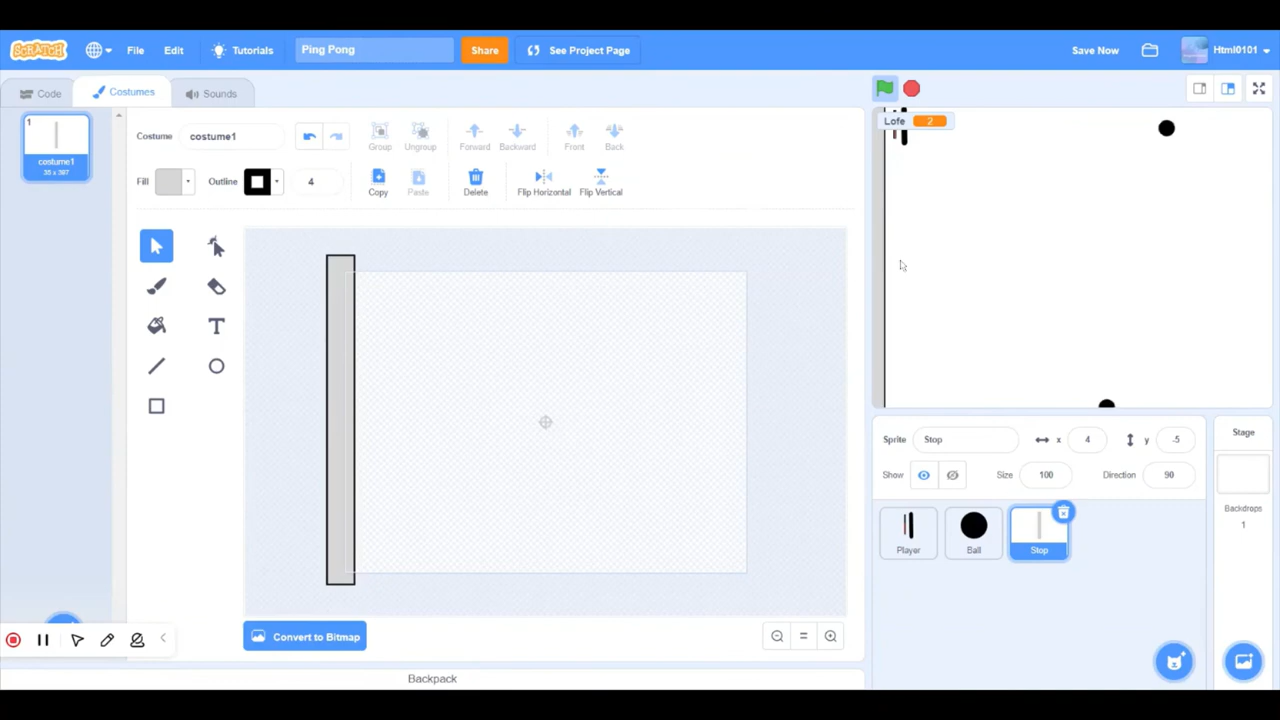 SCRATCH
File
Edit
Tutorials
Ping Pong
Share
See Project Page
Save Now
Html0101
Code
Costumes
Sounds
1
costume1
35 x 397
Costume
costume1
Group
Ungroup
Forward
Backward
Front
Back
Fill
Outline
4
Copy
Paste
Delete
Flip Horizontal
Flip Vertical
T
Convert to Bitmap
Backpack
Lofe 2
Sprite
Stop
x
4
y
-5
Show
Size
100
Direction
90
Player
Ball
Stop
Stage
Backdrops
1